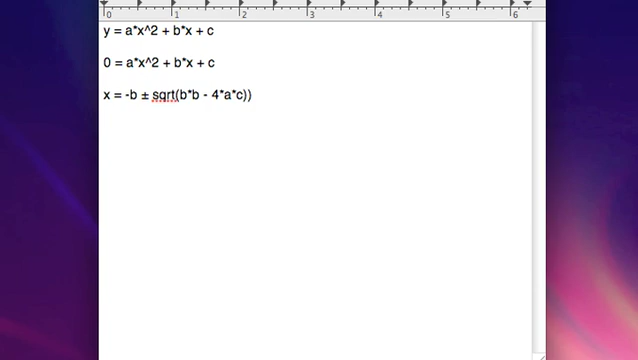 0 1 2 3 4 5 6
y = a*x^2 + b*x + c
0 = a*x^2 + b*x + c
x = -b ± sqrt(b*b - 4*a*c))